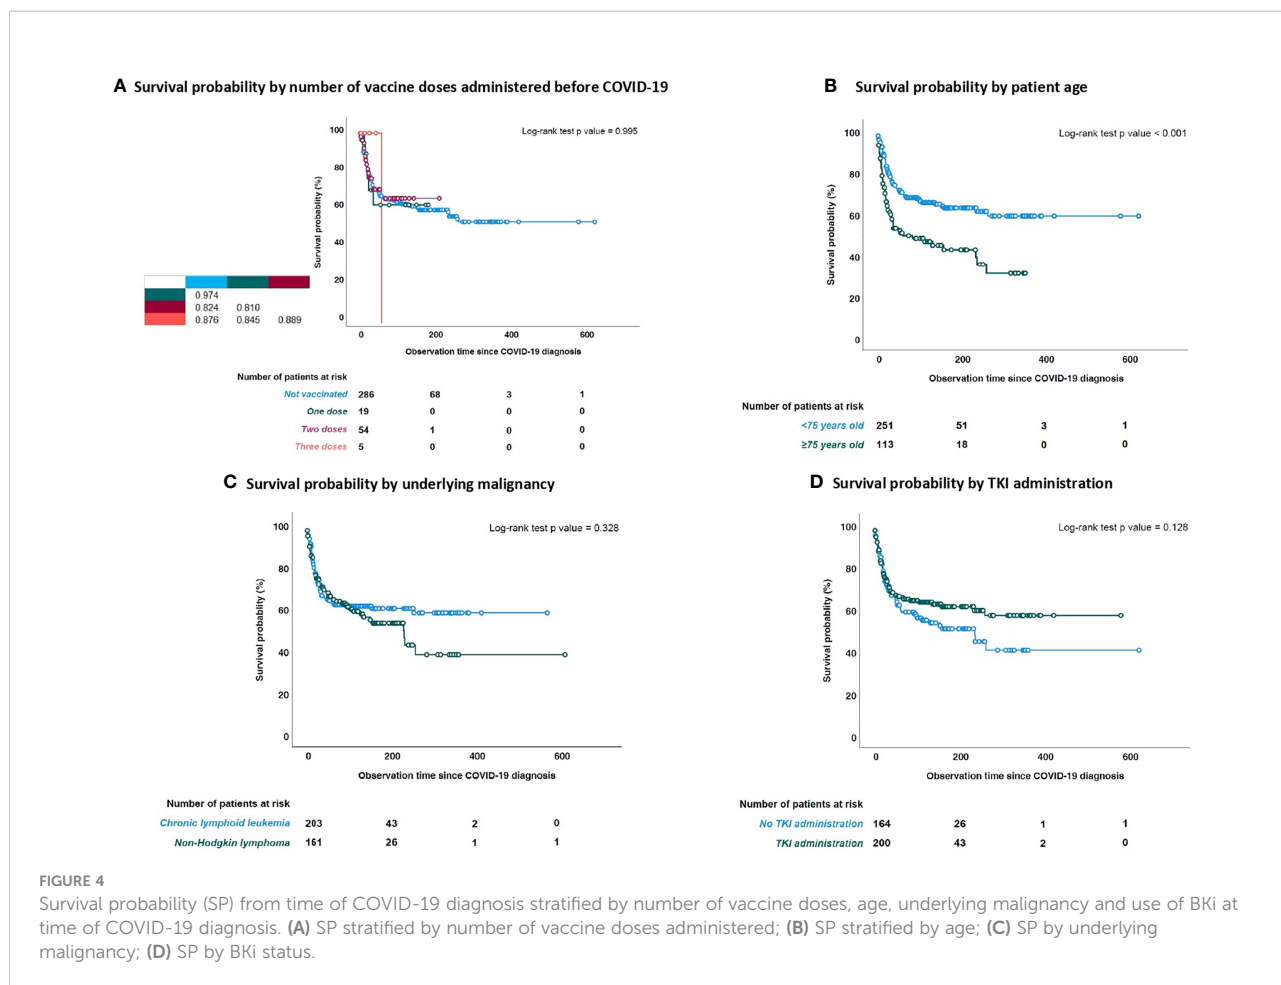 A Survival probability by number of vaccine doses administered before COVID-19
Log-rank test p value = 0.995
Survival probablity (%)
100
80
60
40
20
0
0 200 400 600
Observation time since COVID-19 diagnosis
0.974
0.824 0.810
0.876 0.845 0.889
Number of patients at risk
Not vaccinated 286 68 3 1
One dose 19 0 0 0
Two doses 54 1 0 0
Three doses 5 0 0 0
B Survival probability by patient age
Log-rank test p value < 0.001
Survival probablity (%)
100
80
60
40
20
0
0 200 400 600
Observation time since COVID-19 diagnosis
Number of patients at risk
<75 years old 251 51 3 1
≥75 years old 113 18 0 0
C Survival probability by underlying malignancy
Log-rank test p value = 0.328
Survival probablity (%)
100
80
60
40
20
0
0 200 400 600
Observation time since COVID-19 diagnosis
Number of patients at risk
Chronic lymphoid leukemia 203 43 2 0
Non-Hodgkin lymphoma 161 26 1 1
D Survival probability by TKI administration
Log-rank test p value = 0.128
Survival probablity (%)
100
80
60
40
20
0
0 200 400 600
Observation time since COVID-19 diagnosis
Number of patients at risk
No TKI administration 164 26 1 1
TKI administration 200 43 2 0
FIGURE 4
Survival probability (SP) from time of COVID-19 diagnosis stratified by number of vaccine doses, age, underlying malignancy and use of BKi at
time of COVID-19 diagnosis. (A) SP stratified by number of vaccine doses administered; (B) SP stratified by age; (C) SP by underlying
malignancy; (D) SP by BKi status.